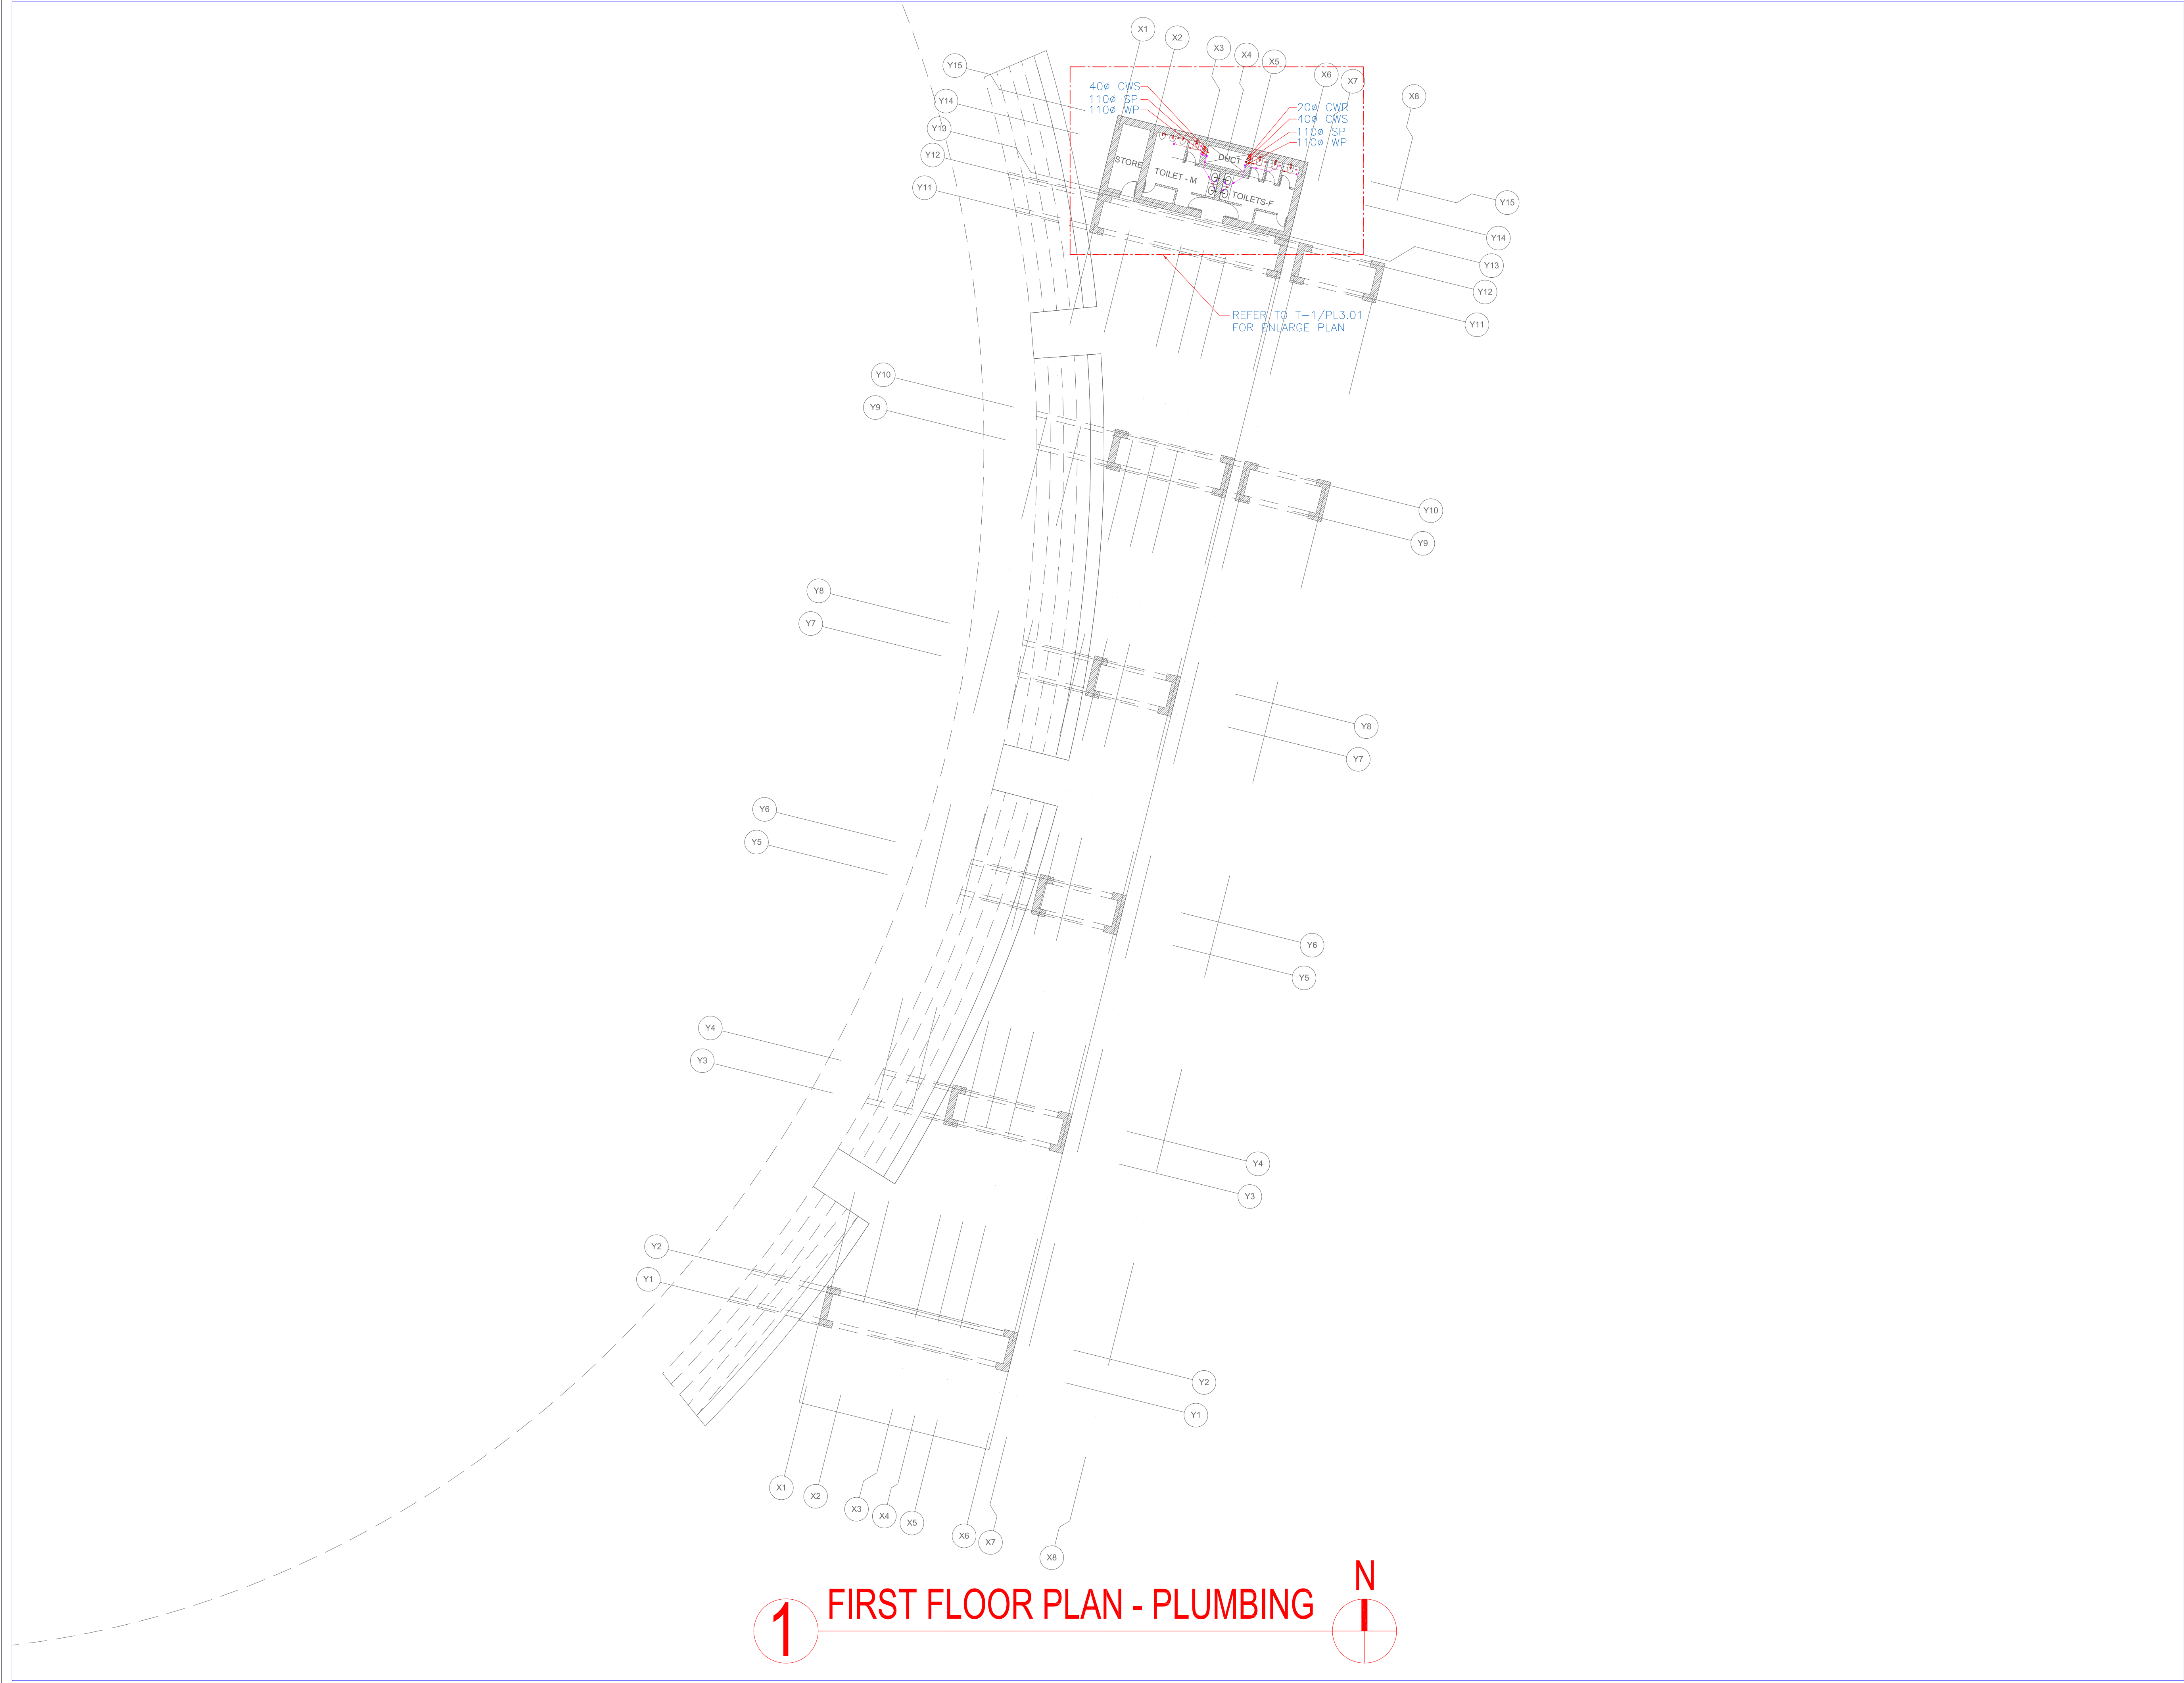 X1
X2
X3
X4
X5
X6
X7
X8
Y15
Y14
Y13
Y12
Y11
40ø CWS
110ø SP
110ø WP
20ø CWR
40ø CWS
110ø SP
110ø WP
STORE
TOILET - M
DUCT
TOILETS-F
Y15
Y14
Y13
Y12
Y11
REFER TO T-1/PL3.01
FOR ENLARGE PLAN
Y10
Y9
Y10
Y9
Y8
Y7
Y8
Y7
Y6
Y5
Y6
Y5
Y4
Y3
Y4
Y3
Y2
Y1
Y2
Y1
X1
X2
X3
X4
X5
X6
X7
X8
1
FIRST FLOOR PLAN - PLUMBING
N